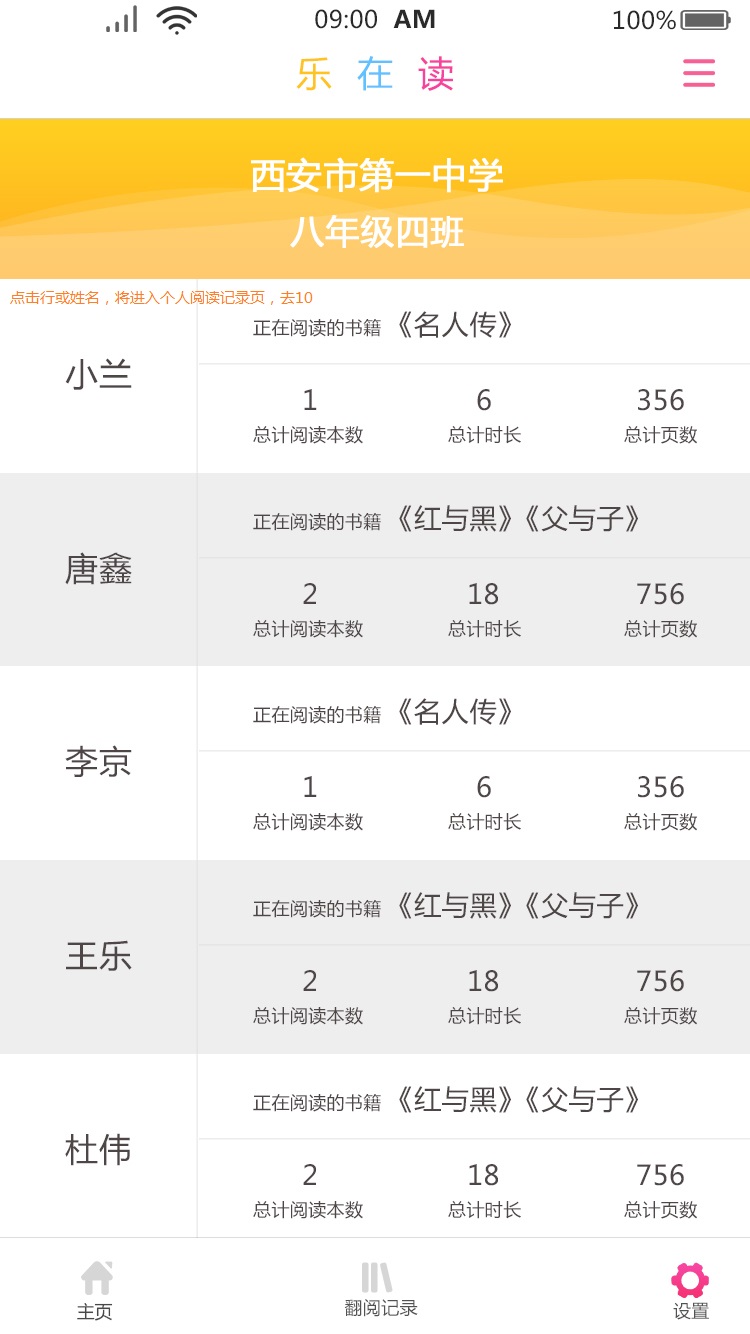 09:00 AM 100%
乐 在 读
西安市第一中学
八年级四班
点击行或姓名，将进入个人阅读记录页，去10
正在阅读的书籍 《名人传》
小兰
1 6 356
总计阅读本数 总计时长 总计页数
正在阅读的书籍 《红与黑》《父与子》
唐鑫
2 18 756
总计阅读本数 总计时长 总计页数
正在阅读的书籍 《名人传》
李京
1 6 356
总计阅读本数 总计时长 总计页数
正在阅读的书籍 《红与黑》《父与子》
王乐
2 18 756
总计阅读本数 总计时长 总计页数
正在阅读的书籍 《红与黑》《父与子》
杜伟
2 18 756
总计阅读本数 总计时长 总计页数
主页 翻阅记录 设置